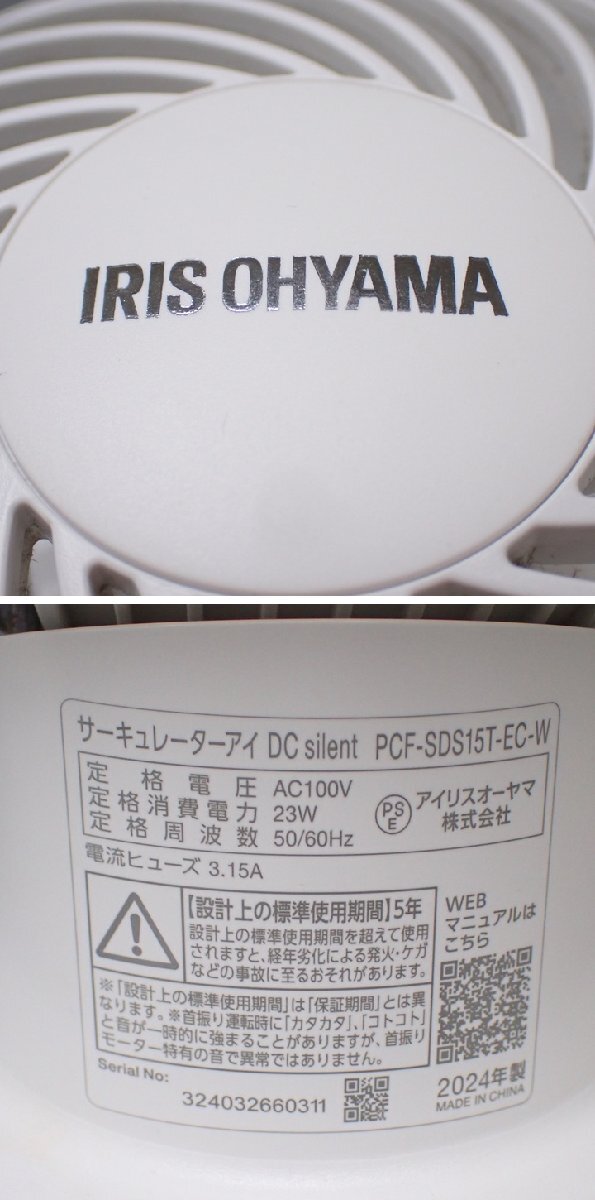 IRIS OHYAMA
サーキュレーターアイ DC silent PCF-SDS15T-EC-W
定格電圧 AC100V
定格消費電力 23W
定格周波数 50/60Hz
PSE
アイリスオーヤマ
株式会社
電流ヒューズ 3.15A
【設計上の標準使用期間】5年
設計上の標準使用期間を超えて使用
されますと、経年劣化による発火・ケガ
などの事故に至るおそれがあります。
※「設計上の標準使用期間」は「保証期間」とは異
なります。※首振り運転時に「カタカタ」、「コトコト」
と音が一時的に強まることがありますが、首振り
モーター特有の音で異常ではありません。
WEB
マニュアルは
こちら
Serial No:
324032660311
2024年製
MADE IN CHINA